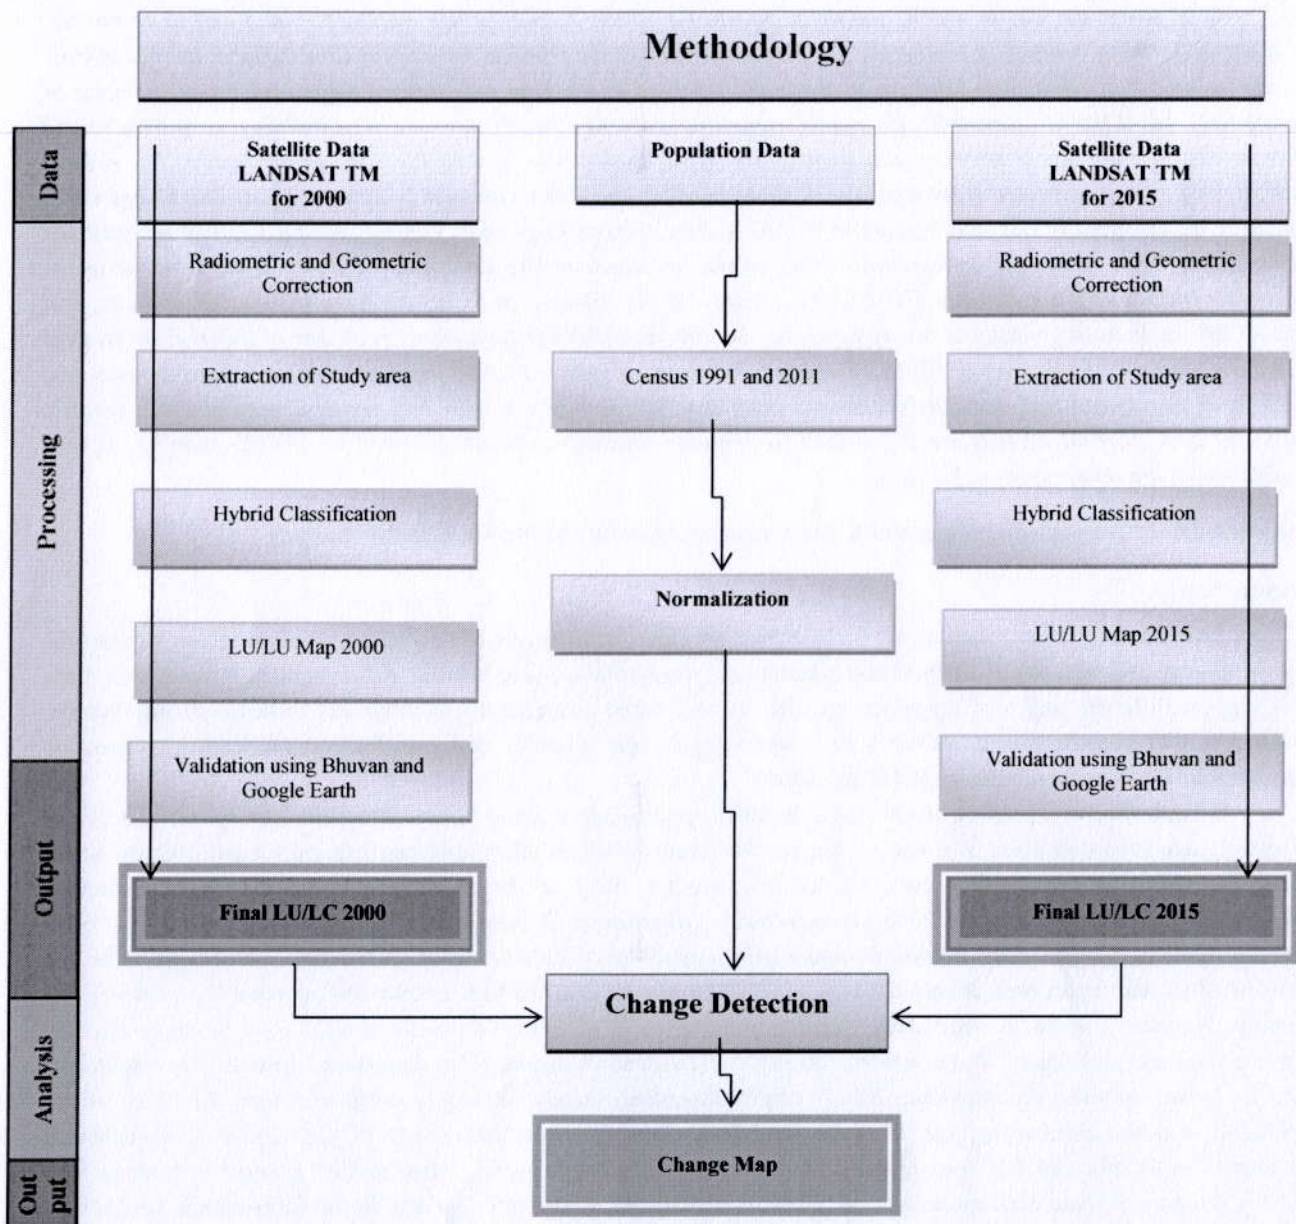 Methodology
Data
Satellite Data
LANDSAT TM
for 2000
Population Data
Satellite Data
LANDSAT TM
for 2015
Processing
Radiometric and Geometric
Correction
Radiometric and Geometric
Correction
Extraction of Study area
Census 1991 and 2011
Extraction of Study area
Hybrid Classification
Hybrid Classification
Normalization
LU/LU Map 2000
LU/LU Map 2015
Validation using Bhuvan and
Google Earth
Validation using Bhuvan and
Google Earth
Output
Final LU/LC 2000
Final LU/LC 2015
Analysis
Change Detection
Out
put
Change Map